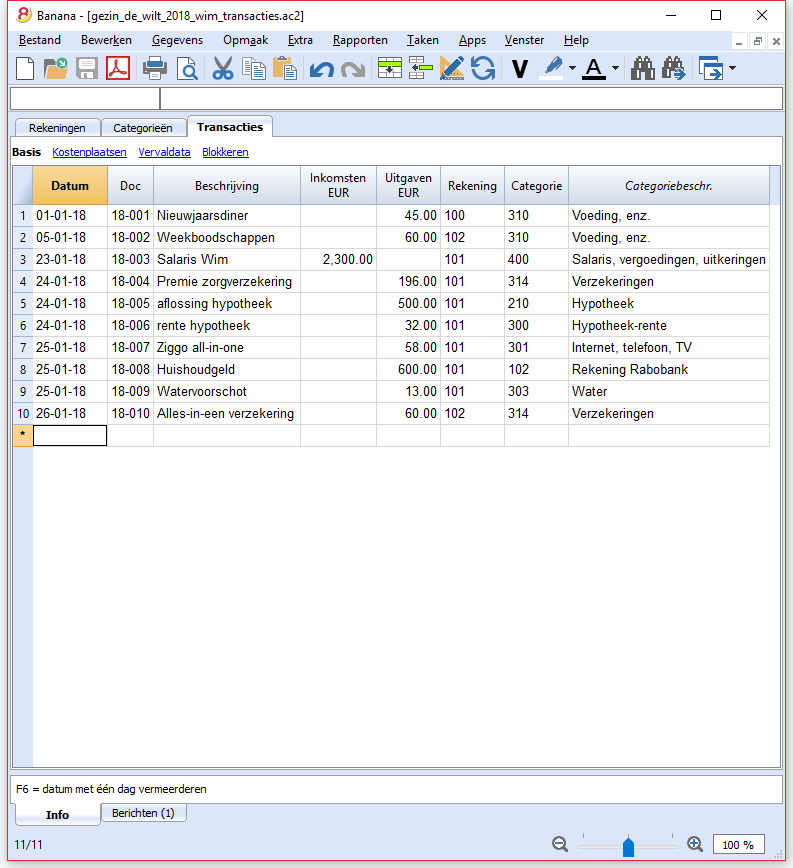 Banana - [gezin_de_wilt_2018_wim_transacties.ac2]
Bestand Bewerken Gegevens Opmaak Extra Rapporten Taken Apps Venster Help
V A
Rekeningen Categorieën Transacties
Basis Kostenplaatsen Vervaldata Blokkeren
Datum Doc Beschrijving Inkomsten EUR Uitgaven EUR Rekening Categorie Categoriebeschr.
1 01-01-18 18-001 Nieuwjaarsdiner 45.00 100 310 Voeding, enz.
2 05-01-18 18-002 Weekboodschappen 60.00 102 310 Voeding, enz.
3 23-01-18 18-003 Salaris Wim 2,300.00 101 400 Salaris, vergoedingen, uitkeringen
4 24-01-18 18-004 Premie zorgverzekering 196.00 101 314 Verzekeringen
5 24-01-18 18-005 aflossing hypotheek 500.00 101 210 Hypotheek
6 24-01-18 18-006 rente hypotheek 32.00 101 300 Hypotheek-rente
7 25-01-18 18-007 Ziggo all-in-one 58.00 101 301 Internet, telefoon, TV
8 25-01-18 18-008 Huishoudgeld 600.00 101 102 Rekening Rabobank
9 25-01-18 18-009 Watervoorschot 13.00 101 303 Water
10 26-01-18 18-010 Alles-in-een verzekering 60.00 102 314 Verzekeringen
*
F6 = datum met één dag vermeerderen
Info Berichten (1)
11/11 100 %